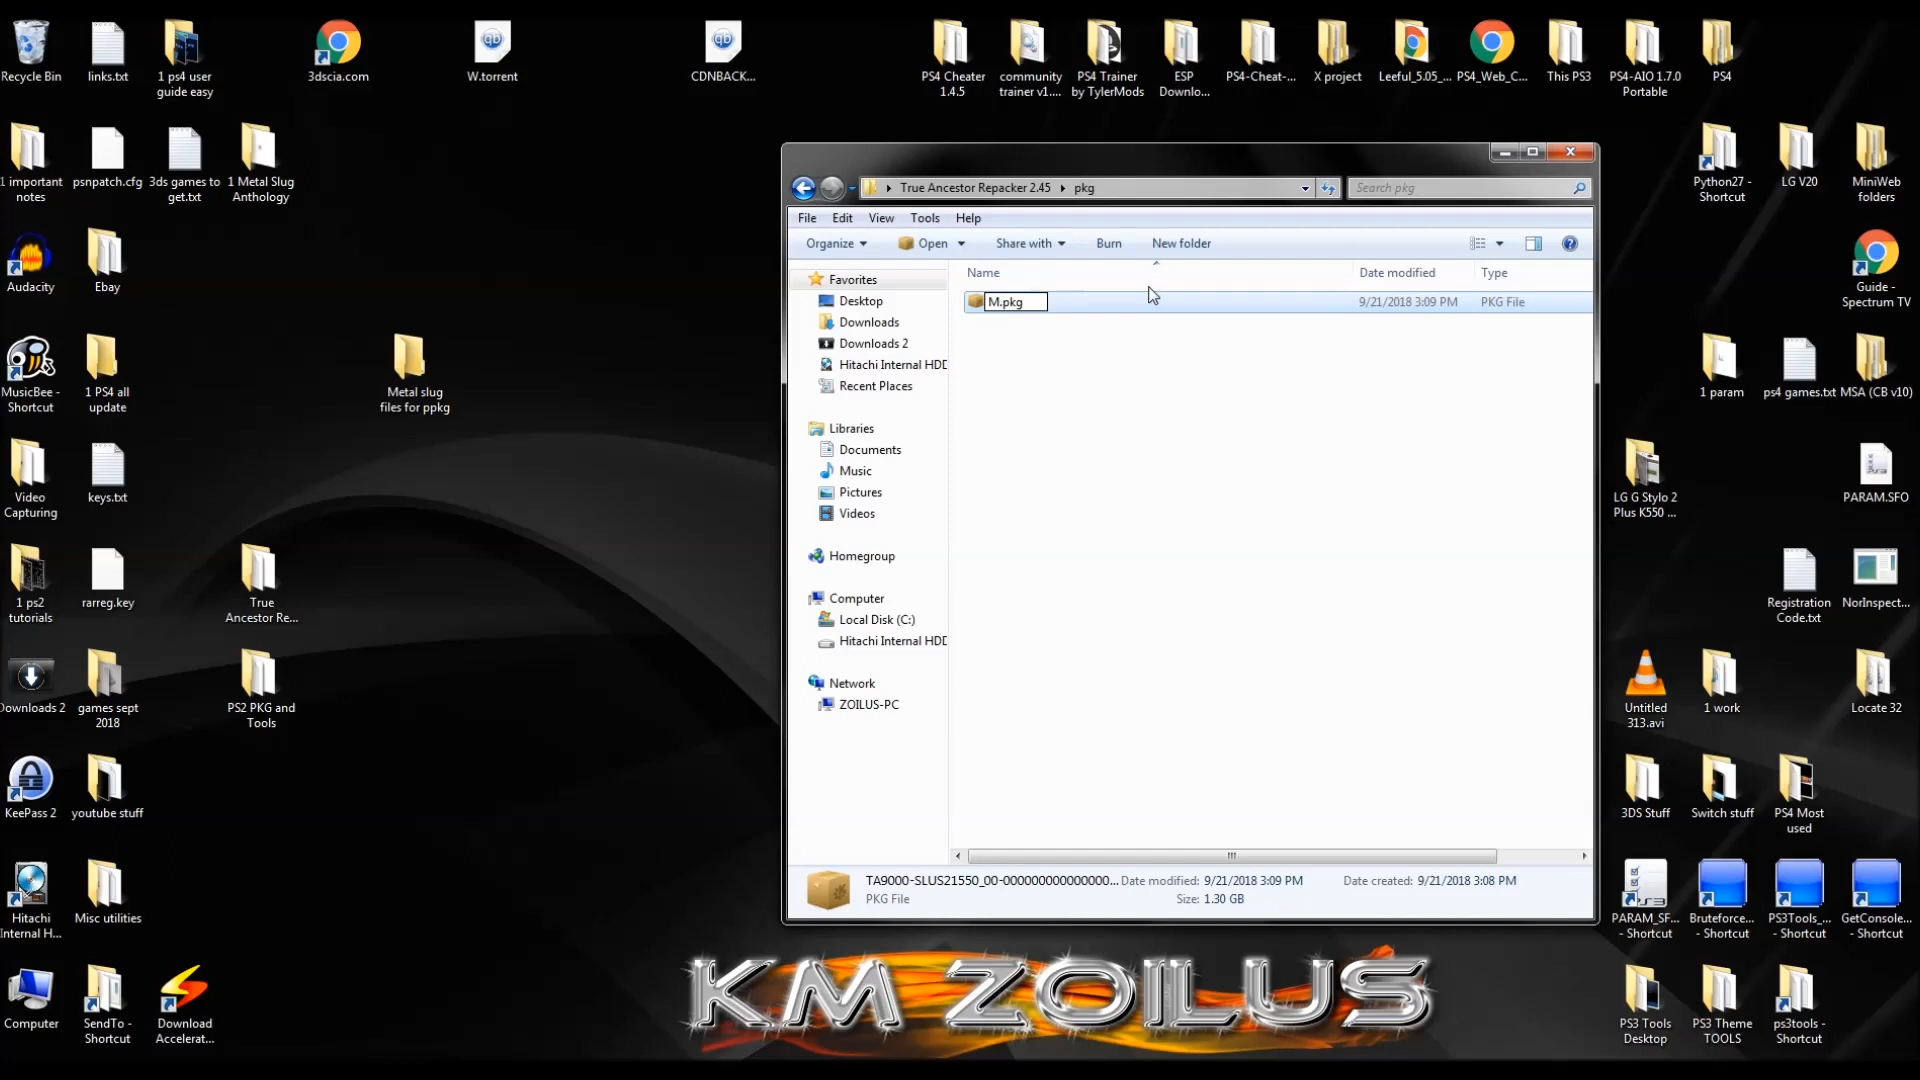 Recycle Bin
links.txt
1 ps4 user
guide easy
3dscia.com
W.torrent
CDNBACK...
PS4 Cheater
1.4.5
community
trainer v1....
PS4 Trainer
by TylerMods
ESP
Downlo...
PS4-Cheat-...
X project
Leeful_5.05_...
PS4_Web_C...
This PS3
PS4-AIO 1.7.0
Portable
PS4
1 important
notes
psnpatch.cfg
3ds games to
get.txt
1 Metal Slug
Anthology
Python27 -
Shortcut
LG V20
MiniWeb
folders
Audacity
Ebay
Guide -
Spectrum TV
MusicBee -
Shortcut
1 PS4 all
update
Metal slug
files for ppkg
1 param
ps4 games.txt
MSA (CB v10)
Video
Capturing
keys.txt
LG G Stylo 2
Plus K550 ...
PARAM.SFO
1 ps2
tutorials
rarreg.key
True
Ancestor Re...
Registration
Code.txt
NorInspect...
Downloads 2
games sept
2018
PS2 PKG and
Tools
Untitled
313.avi
1 work
Locate 32
KeePass 2
youtube stuff
3DS Stuff
Switch stuff
PS4 Most
used
Hitachi
Internal H...
Misc utilities
PARAM_SF...
- Shortcut
Bruteforce...
- Shortcut
PS3Tools_...
- Shortcut
GetConsole...
- Shortcut
Computer
SendTo -
Shortcut
Download
Accelerat...
PS3 Tools
Desktop
PS3 Theme
TOOLS
ps3tools -
Shortcut
True Ancestor Repacker 2.45
pkg
Search pkg
File Edit View Tools Help
Organize Open Share with Burn New folder
Name Date modified Type
M.pkg 9/21/2018 3:09 PM PKG File
Favorites
Desktop
Downloads
Downloads 2
Hitachi Internal HDD
Recent Places
Libraries
Documents
Music
Pictures
Videos
Homegroup
Computer
Local Disk (C:)
Hitachi Internal HDD
Network
ZOILUS-PC
TA9000-SLUS21550_00-000000000000000... Date modified: 9/21/2018 3:09 PM Date created: 9/21/2018 3:08 PM
PKG File Size: 1.30 GB
KM ZOILUS